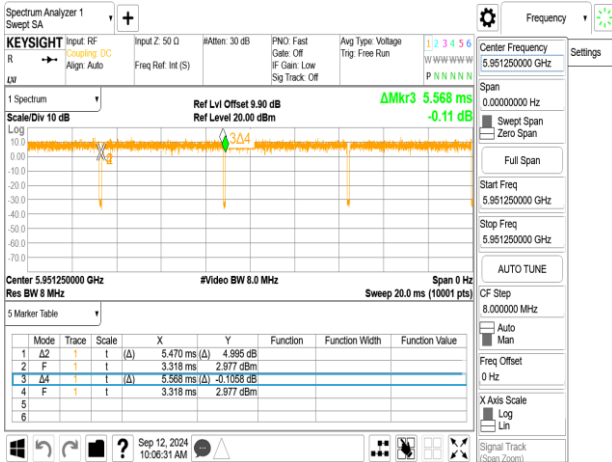 Spectrum Analyzer 1
Swept SA
Frequency
KEYSIGHT
Input: RF
Coupling: DC
Align: Auto
Input Z: 50 Ω
Freq Ref: Int (S)
#Atten: 30 dB
PNO: Fast
Gate: Off
IF Gain: Low
Sig Track: Off
Avg Type: Voltage
Trig: Free Run
1 2 3 4 5 6
W W W W W W
P N N N N N
R
LXI
1 Spectrum
Scale/Div 10 dB
Ref Lvl Offset 9.90 dB
Ref Level 20.00 dBm
ΔMkr3 5.568 ms
-0.11 dB
Log
10.0
0.00
-10.0
-20.0
-30.0
-40.0
-50.0
-60.0
-70.0
3Δ4
Center 5.951250000 GHz
Res BW 8 MHz
#Video BW 8.0 MHz
Span 0 Hz
Sweep 20.0 ms (10001 pts)
5 Marker Table
Mode Trace Scale X Y Function Function Width Function Value
1 Δ2 1 t (Δ) 5.470 ms (Δ) 4.995 dB
2 F 1 t 3.318 ms 2.977 dBm
3 Δ4 1 t (Δ) 5.568 ms (Δ) -0.1058 dB
4 F 1 t 3.318 ms 2.977 dBm
5
6
Sep 12, 2024
10:06:31 AM
Center Frequency
5.951250000 GHz
Settings
Span
0.00000000 Hz
Swept Span
Zero Span
Full Span
Start Freq
5.951250000 GHz
Stop Freq
5.951250000 GHz
AUTO TUNE
CF Step
8.000000 MHz
Auto
Man
Freq Offset
0 Hz
X Axis Scale
Log
Lin
Signal Track
(Span Zoom)